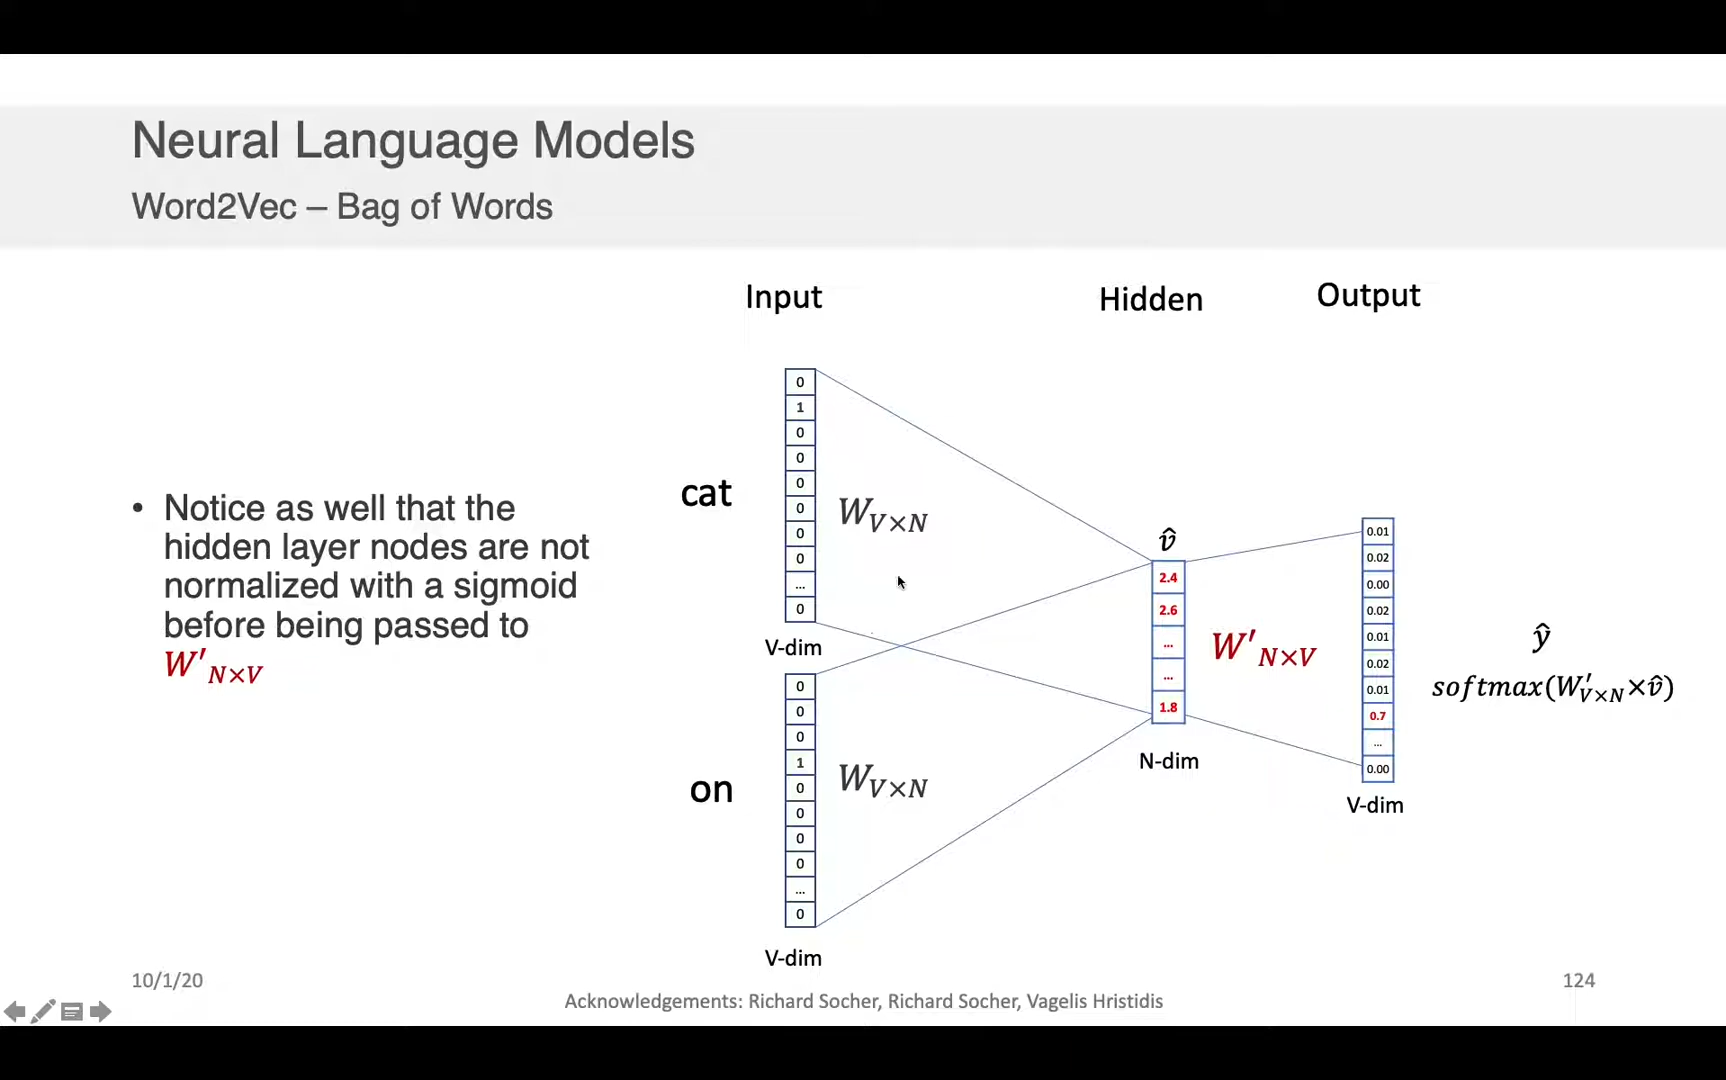 Neural Language Models
Word2Vec – Bag of Words
Input
Hidden
Output
• Notice as well that the
hidden layer nodes are not
normalized with a sigmoid
before being passed to
W′N×V
cat
0
1
0
0
0
0
0
0
...
0
V-dim
WV×N
on
0
0
0
1
0
0
0
0
...
0
V-dim
WV×N
v̂
2.4
2.6
...
...
1.8
N-dim
W′N×V
0.01
0.02
0.00
0.02
0.01
0.02
0.01
0.7
...
0.00
V-dim
ŷ
softmax(W′V×N×v̂)
10/1/20
Acknowledgements: Richard Socher, Richard Socher, Vagelis Hristidis
124